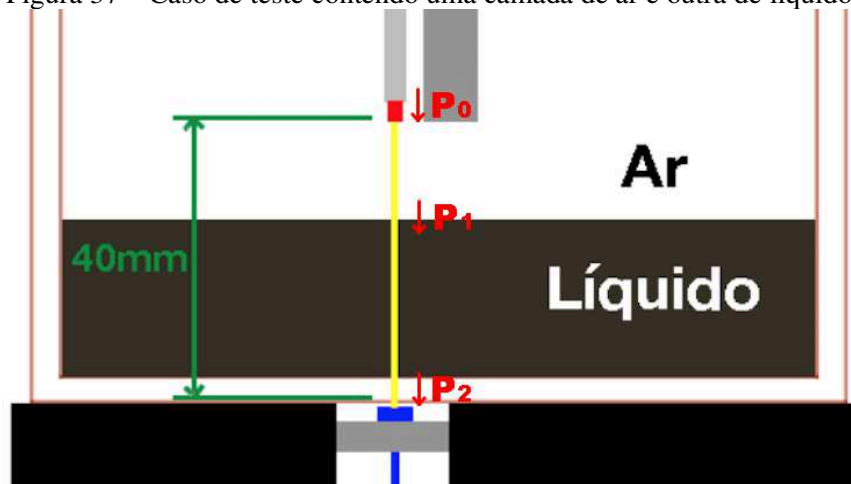 Figura 37 – Caso de teste contendo uma camada de ar e outra de líquido
↓P₀
Ar
↓P₁
40mm
Líquido
↓P₂